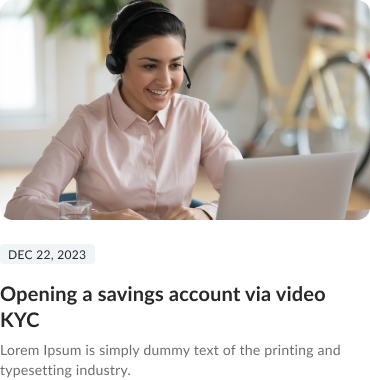 DEC 22, 2023
Opening a savings account via video
KYC
Lorem Ipsum is simply dummy text of the printing and
typesetting industry.